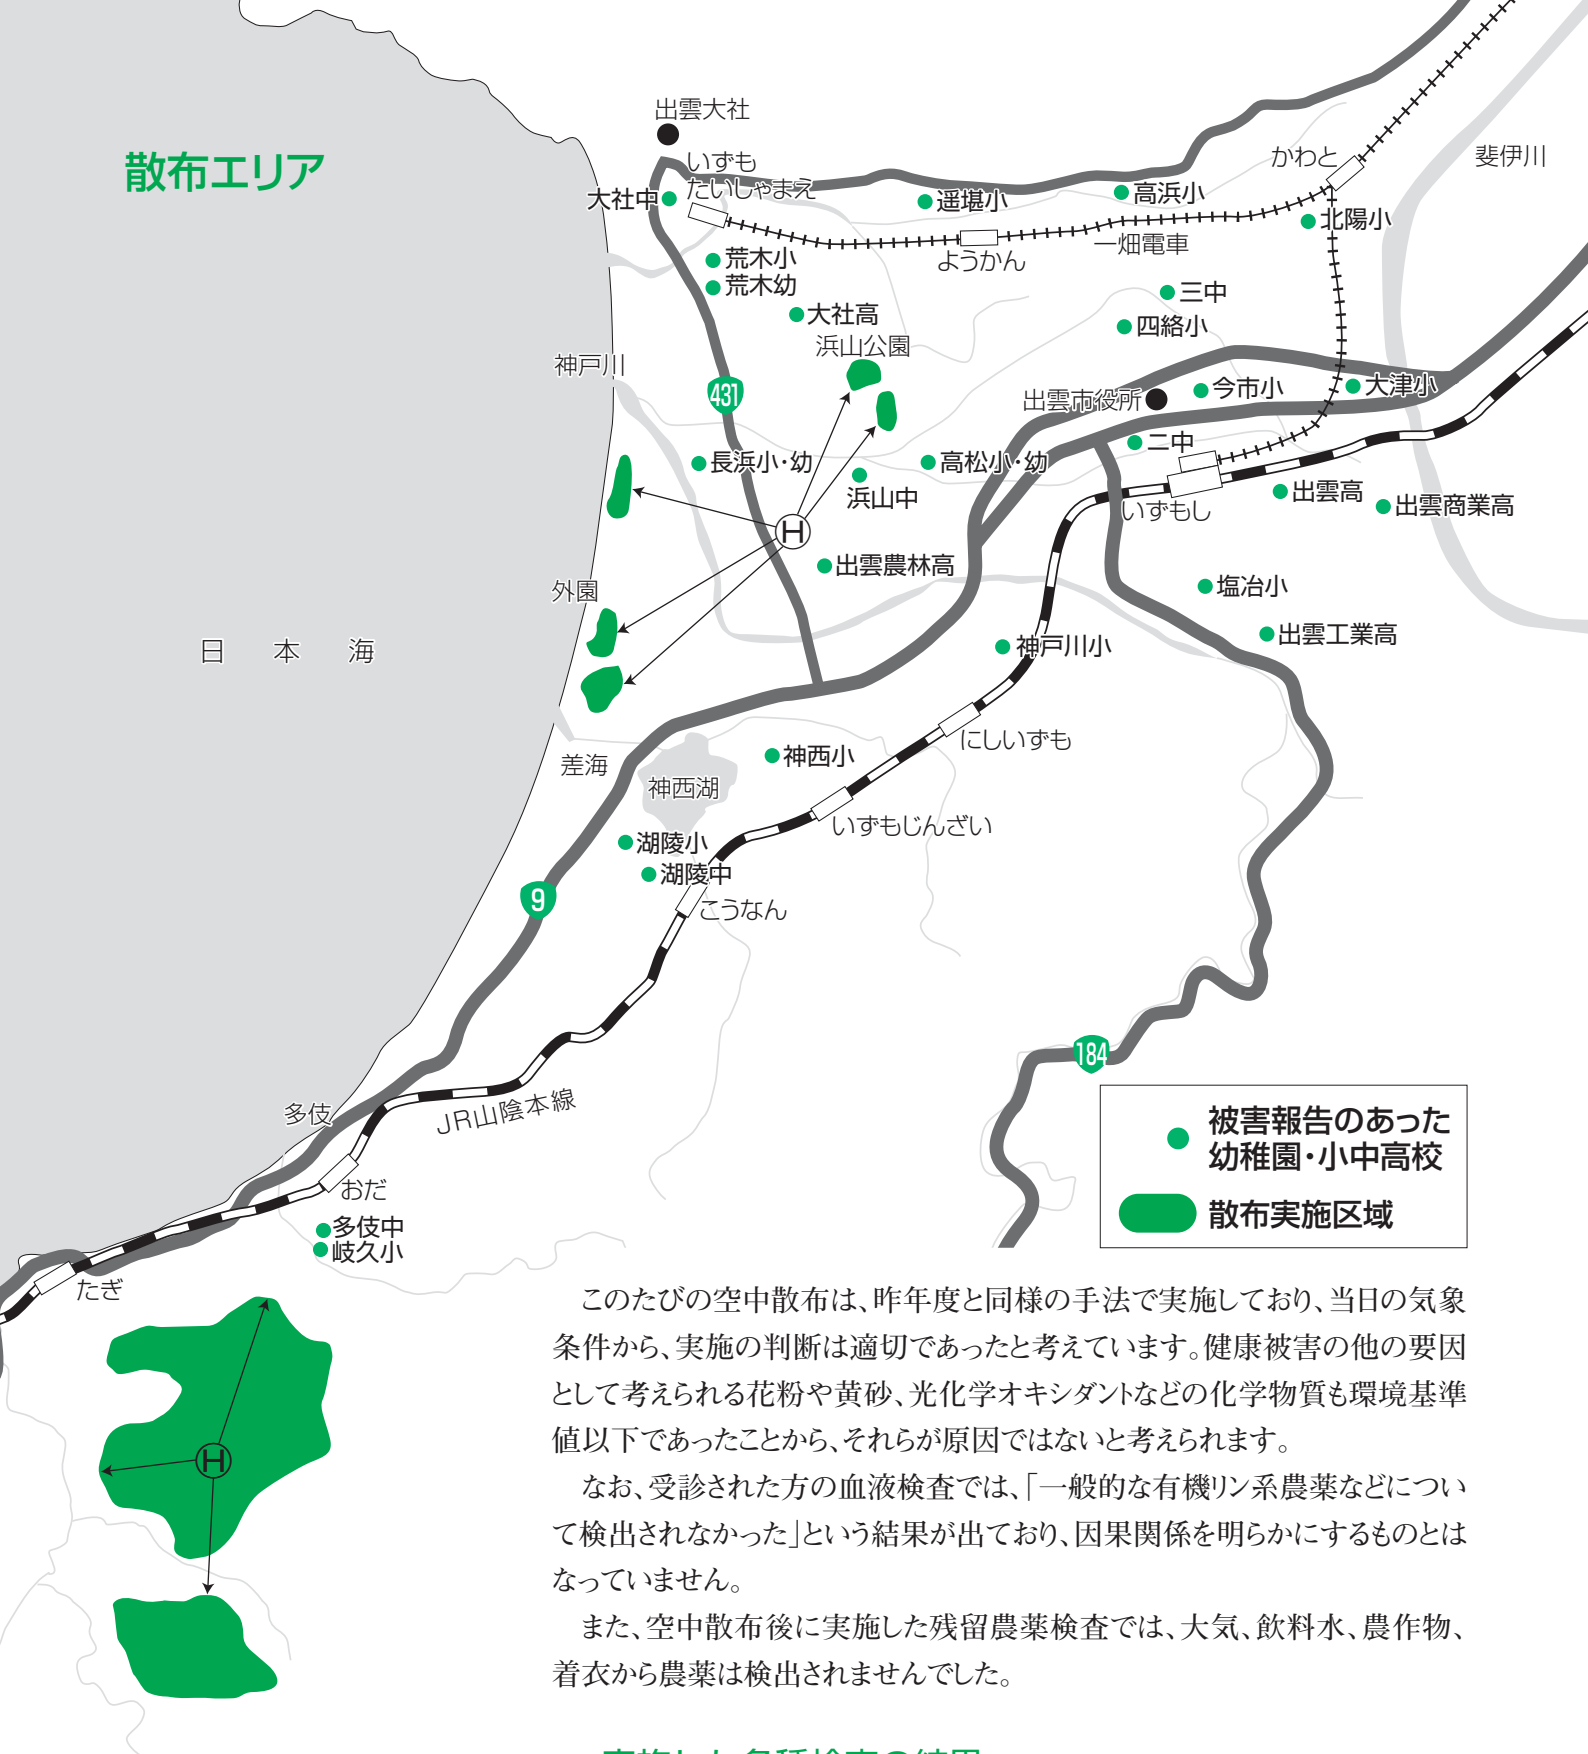 散布エリア
出雲大社
いずも
たいしゃまえ
大社中
遥堪小
高浜小
かわと
斐伊川
北陽小
一畑電車
ようかん
荒木小
荒木幼
大社高
浜山公園
三中
四絡小
神戸川
431
出雲市役所
今市小
大津小
二中
長浜小・幼
高松小・幼
浜山中
H
いずもし
出雲高
出雲商業高
出雲農林高
外園
塩冶小
出雲工業高
日本海
神戸川小
にしいずも
差海
神西小
神西湖
いずもじんざい
湖陵小
湖陵中
9
こうなん
184
多伎
JR山陰本線
おだ
多伎中
岐久小
たぎ
H
被害報告のあった
幼稚園・小中高校
散布実施区域
このたびの空中散布は、昨年度と同様の手法で実施しており、当日の気象
条件から、実施の判断は適切であったと考えています。健康被害の他の要因
として考えられる花粉や黄砂、光化学オキシダントなどの化学物質も環境基準
値以下であったことから、それらが原因ではないと考えられます。
なお、受診された方の血液検査では、「一般的な有機リン系農薬などについ
て検出されなかった」という結果が出ており、因果関係を明らかにするものとは
なっていません。
また、空中散布後に実施した残留農薬検査では、大気、飲料水、農作物、
着衣から農薬は検出されませんでした。